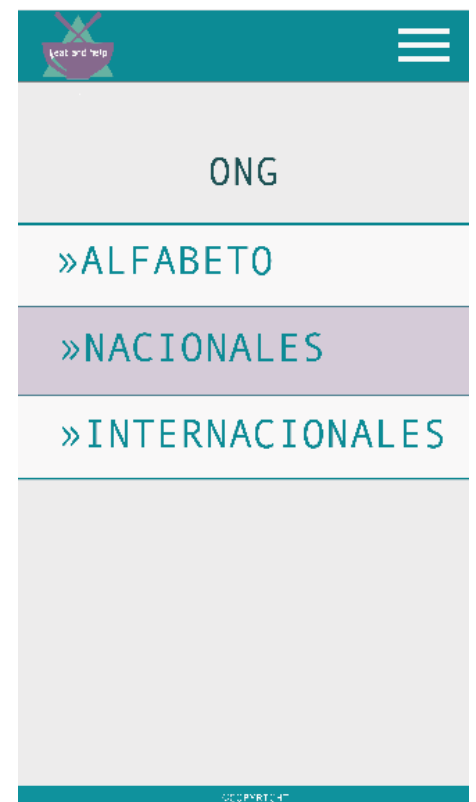 eat and help
ONG
»ALFABETO
»NACIONALES
»INTERNACIONALES
©COPYRIGHT